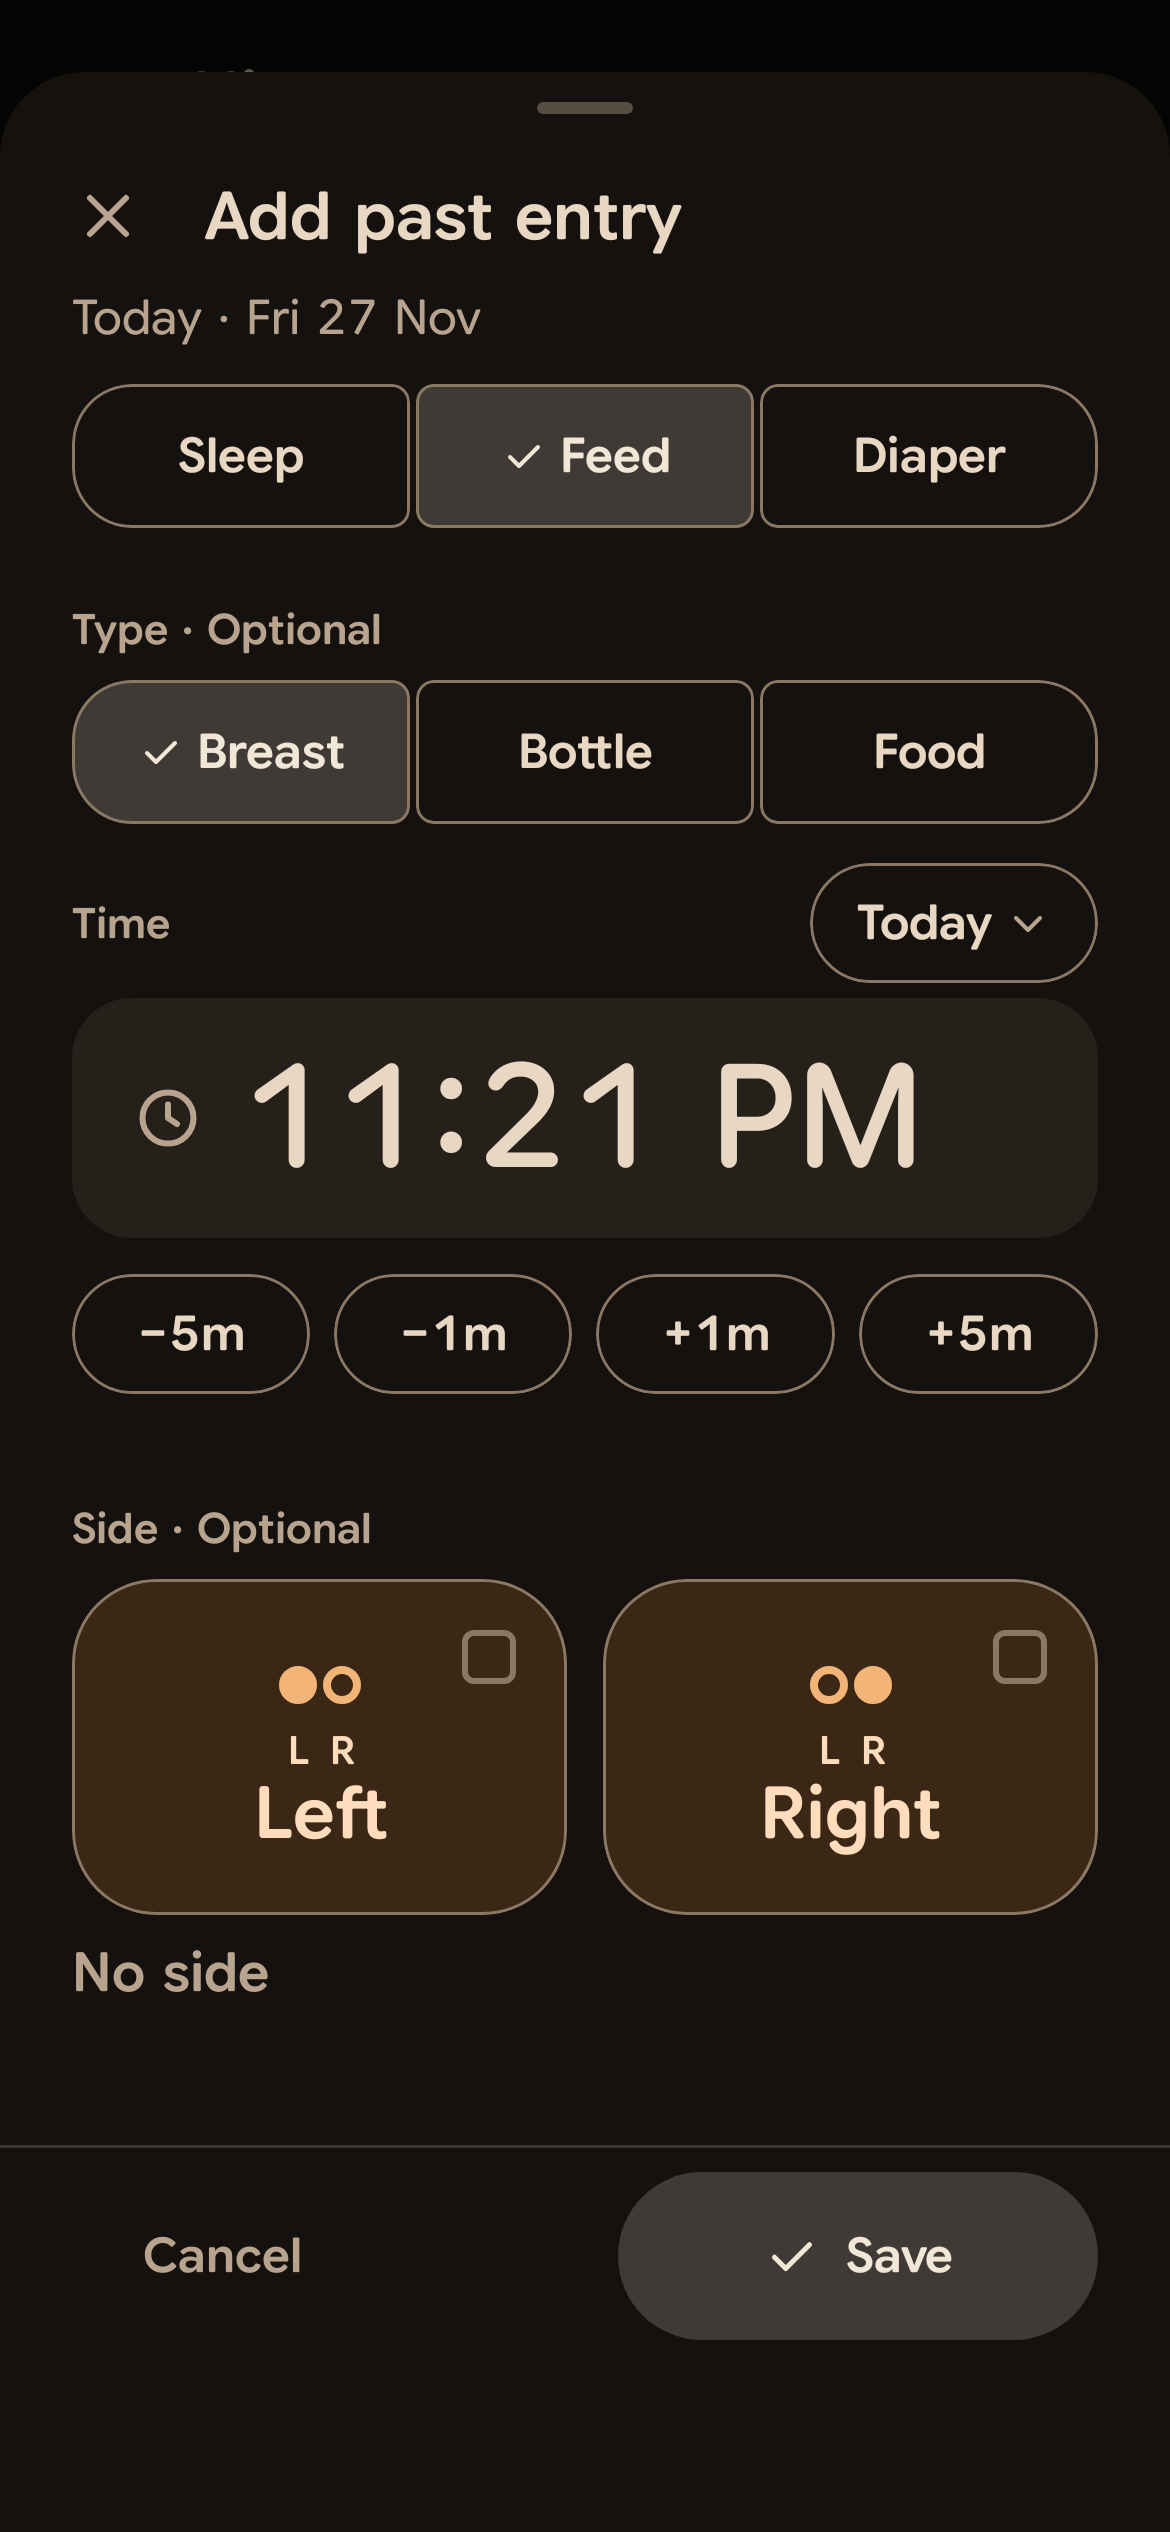 Add past entry
Today · Fri 27 Nov
Sleep
Feed
Diaper
Type · Optional
Breast
Bottle
Food
Time
Today
11:21 PM
−5m
−1m
+1m
+5m
Side · Optional
L R
Left
L R
Right
No side
Cancel
Save